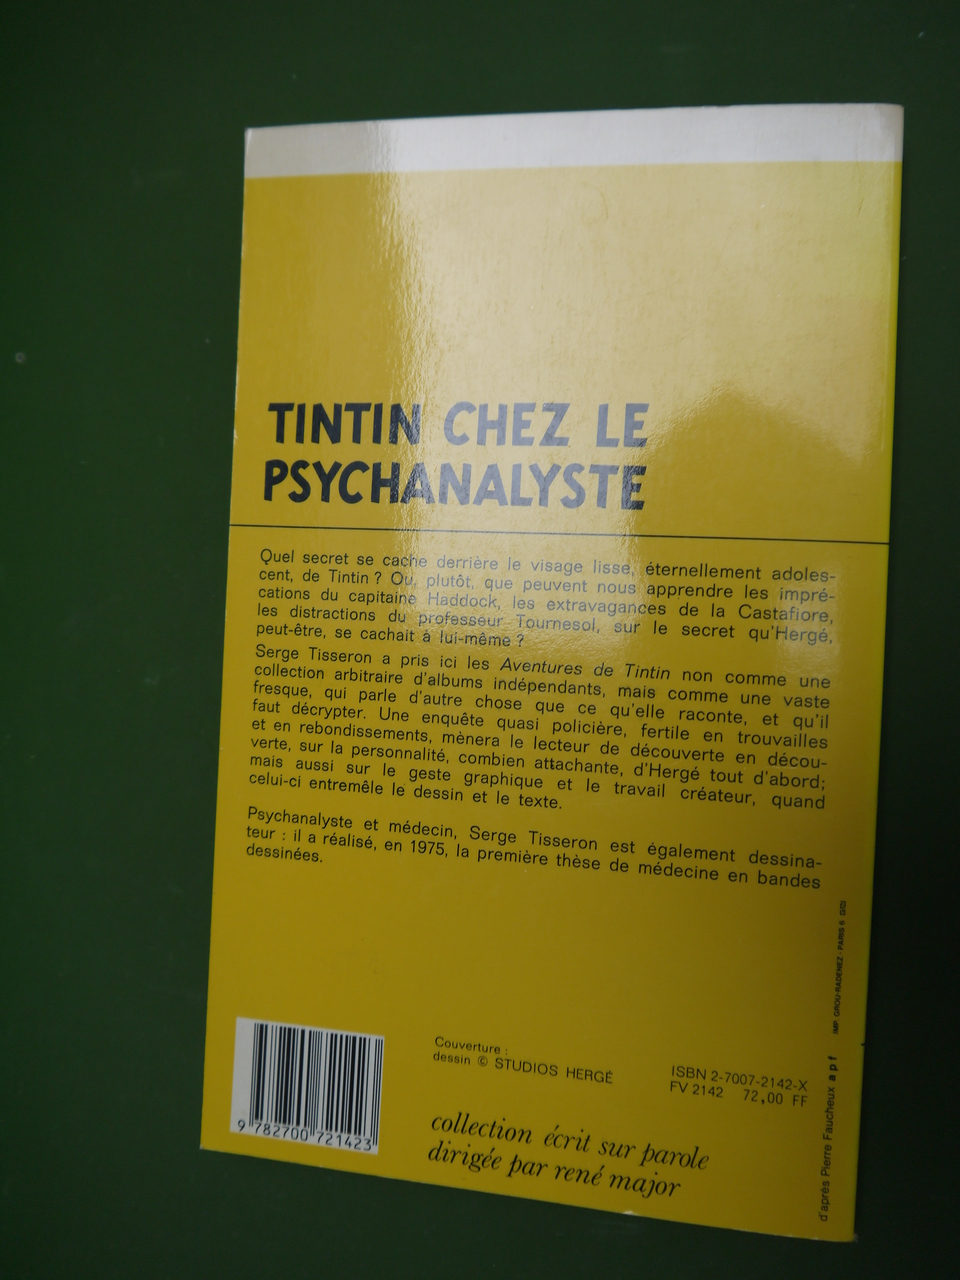 TINTIN CHEZ LE
PSYCHANALYSTE
Quel secret se cache derrière le visage lisse, éternellement adoles-
cent, de Tintin ? Ou, plutôt, que peuvent nous apprendre les impré-
cations du capitaine Haddock, les extravagances de la Castafiore,
les distractions du professeur Tournesol, sur le secret qu'Hergé,
peut-être, se cachait à lui-même ?
Serge Tisseron a pris ici les Aventures de Tintin non comme une
collection arbitraire d'albums indépendants, mais comme une vaste
fresque, qui parle d'autre chose que ce qu'elle raconte, et qu'il
faut décrypter. Une enquête quasi policière, fertile en trouvailles
et en rebondissements, mènera le lecteur de découverte en décou-
verte, sur la personnalité, combien attachante, d'Hergé tout d'abord;
mais aussi sur le geste graphique et le travail créateur, quand
celui-ci entremêle le dessin et le texte.
Psychanalyste et médecin, Serge Tisseron est également dessina-
teur : il a réalisé, en 1975, la première thèse de médecine en bandes
dessinées.
Couverture :
dessin © STUDIOS HERGÉ
ISBN 2-7007-2142-X
FV 2142 72,00 FF
9 782700 721423
collection écrit sur parole
dirigée par rené major
d'après Pierre Faucheux apf
IMP. GROU-RADENEZ - PARIS 6